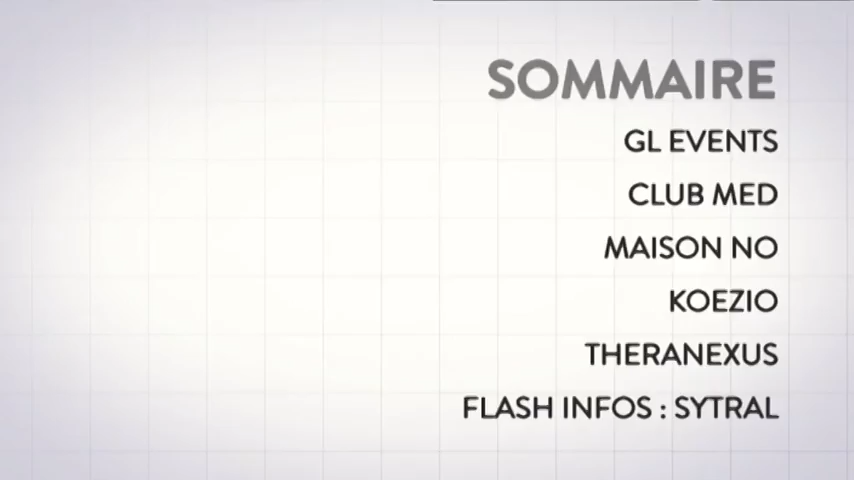 SOMMAIRE
GL EVENTS
CLUB MED
MAISON NO
KOEZIO
THERANEXUS
FLASH INFOS : SYTRAL